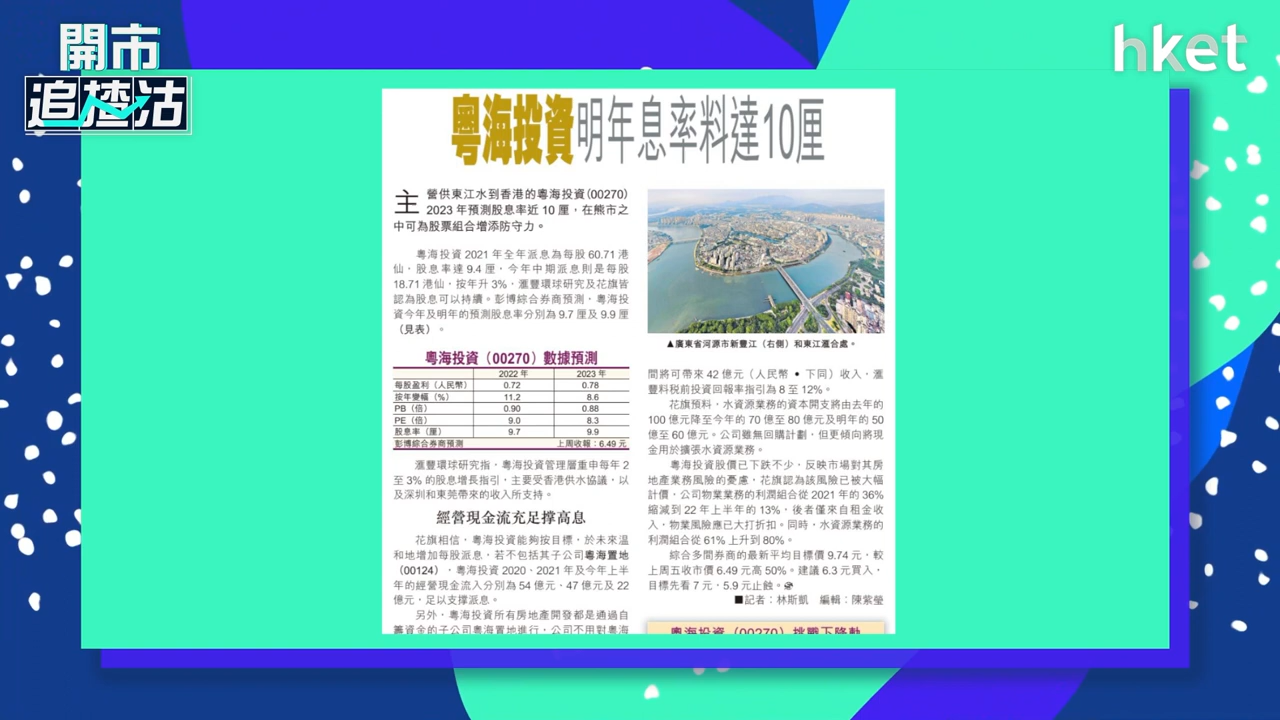 開市
追揸沽
hket
粵海投資明年息率料達10厘
主營供東江水到香港的粵海投資(00270)
2023年預測股息率近10厘，在熊市之
中可為股票組合增添防守力。
粵海投資2021年全年派息為每股60.71港
仙，股息率達9.4厘，今年中期派息則是每股
18.71港仙，按年升3%，滙豐環球研究及花旗皆
認為股息可以持續。彭博綜合券商預測，粵海投
資今年及明年的預測股息率分別為9.7厘及9.9厘
（見表）。
粵海投資（00270）數據預測
2022年 2023年
每股盈利（人民幣） 0.72 0.78
按年變幅（%） 11.2 8.6
PB（倍） 0.90 0.88
PE（倍） 9.0 8.3
股息率（厘） 9.7 9.9
彭博綜合券商預測 上周收報：6.49元
滙豐環球研究指，粵海投資管理層重申每年2
至3%的股息增長指引，主要受香港供水協議，以
及深圳和東莞帶來的收入所支持。
經營現金流充足撐高息
花旗相信，粵海投資能夠按目標，於未來溫
和地增加每股派息，若不包括其子公司粵海置地
（00124），粵海投資2020、2021年及今年上半
年的經營現金流入分別為54億元、47億元及22
億元，足以支撐派息。
另外，粵海投資所有房地產開發都是通過自
籌資金的子公司粵海置地進行，公司不用對粵海
▲廣東省河源市新豐江（右側）和東江滙合處。
間將可帶來42億元（人民幣•下同）收入，滙
豐料稅前投資回報率指引為8至12%。
花旗預料，水資源業務的資本開支將由去年的
100億元降至今年的70億至80億元及明年的50
億至60億元。公司雖無回購計劃，但更傾向將現
金用於擴張水資源業務。
粵海投資股價已下跌不少，反映市場對其房
地產業務風險的憂慮，花旗認為該風險已被大幅
計價，公司物業業務的利潤組合從2021年的36%
縮減到22年上半年的13%，後者僅來自租金收
入，物業風險應已大打折扣。同時，水資源業務的
利潤組合從61%上升到80%。
綜合多間券商的最新平均目標價9.74元，較
上周五收市價6.49元高50%。建議6.3元買入，
目標先看7元，5.9元止蝕。
■記者：林斯凱 編輯：陳紫瑩
粵海投資（00270）挑戰下降軌